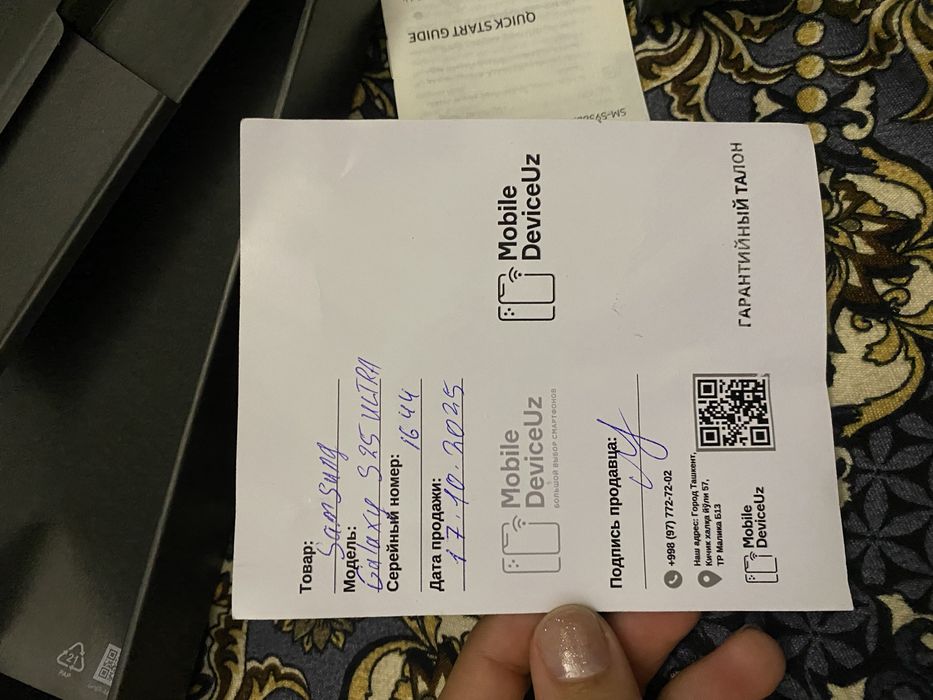 QUICK START GUIDE
ГАРАНТИЙНЫЙ ТАЛОН
Mobile
DeviceUz
Товар:
Samsung
Модель:
Galaxy S25 ULTRA
Серейный номер:
1644
Дата продажи:
17.10.2025
Mobile
DeviceUz
БОЛЬШОЙ ВЫБОР СМАРТФОНОВ
Подпись продавца:
+998 (97) 772-72-02
Наш адрес: Город Ташкент,
Кичик халқа йўли 57,
ТР Малика Б13
Mobile
DeviceUz
21
PAP